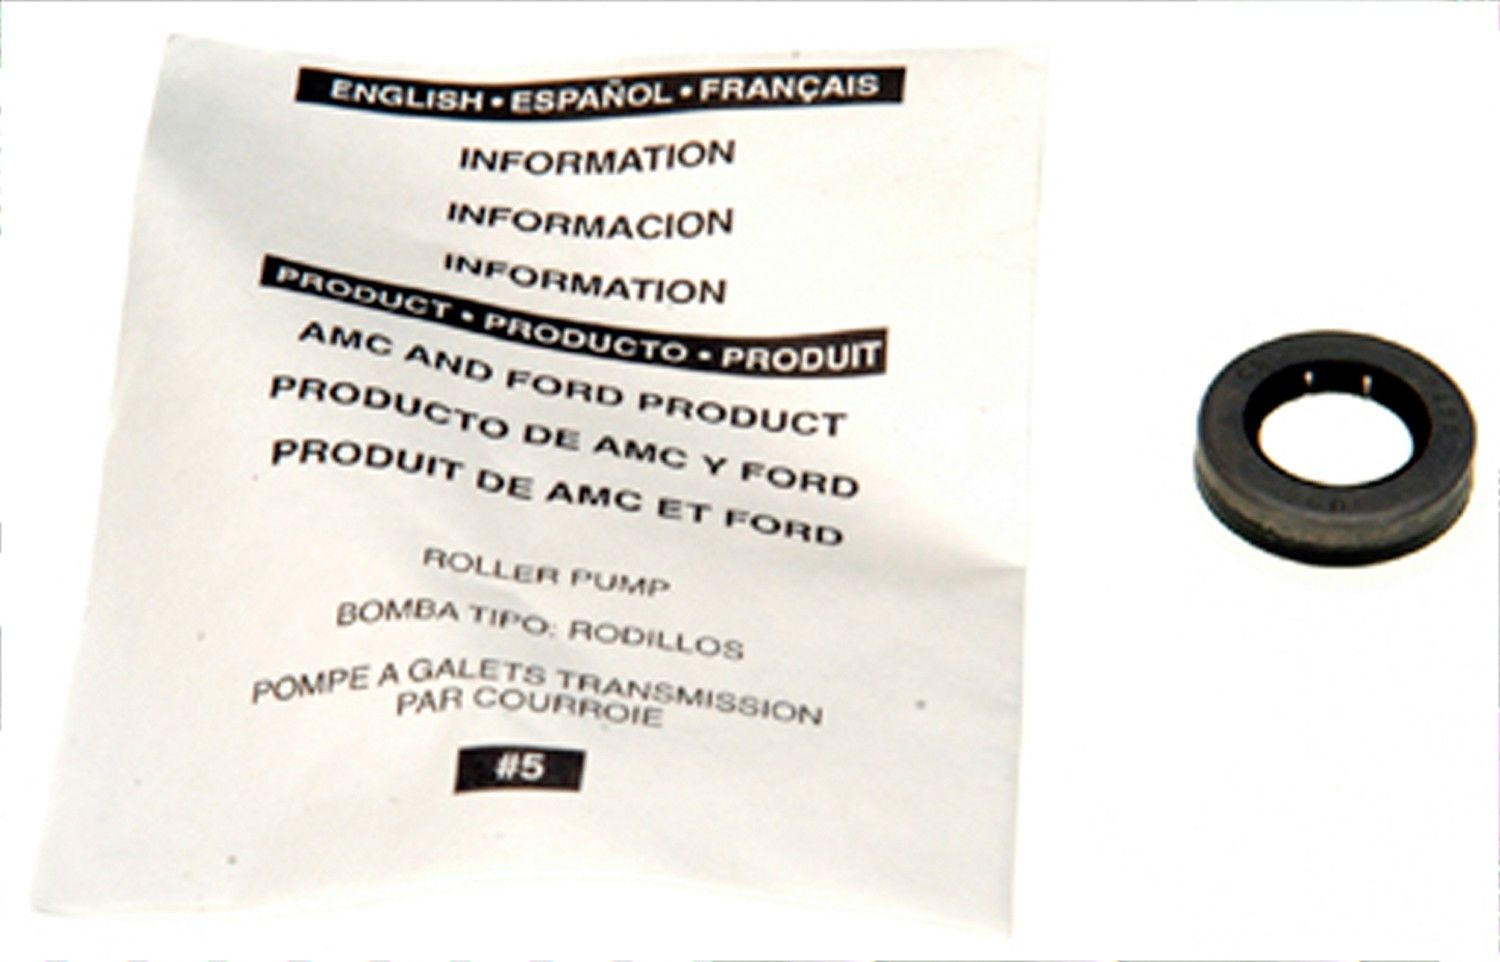 ENGLISH • ESPAÑOL • FRANÇAIS
INFORMATION
INFORMACION
INFORMATION
PRODUCT • PRODUCTO • PRODUIT
AMC AND FORD PRODUCT
PRODUCTO DE AMC Y FORD
PRODUIT DE AMC ET FORD
ROLLER PUMP
BOMBA TIPO: RODILLOS
POMPE A GALETS TRANSMISSION
PAR COURROIE
#5